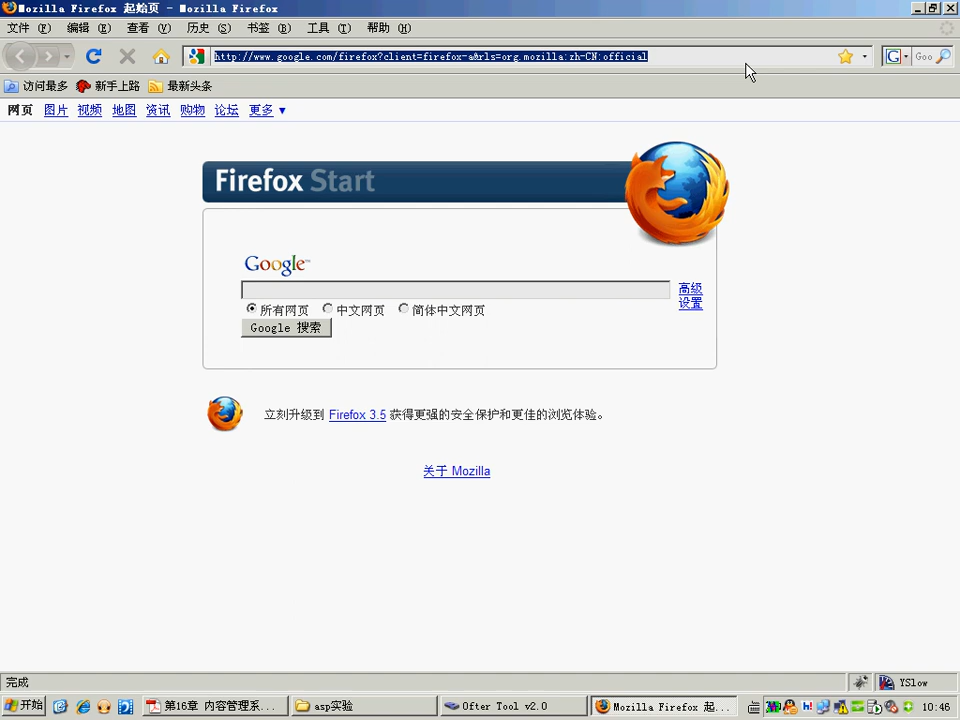 Mozilla Firefox 起始页 - Mozilla Firefox
文件 (F) 编辑 (E) 查看 (V) 历史 (S) 书签 (B) 工具 (T) 帮助 (H)
http://www.google.com/firefox?client=firefox-a&rls=org.mozilla:zh-CN:official
G Goo
访问最多 新手上路 最新头条
网页 图片 视频 地图 资讯 购物 论坛 更多 ▼
Firefox Start
Google™
高级
设置
所有网页 中文网页 简体中文网页
Google 搜索
立刻升级到 Firefox 3.5 获得更强的安全保护和更佳的浏览体验。
关于 Mozilla
完成 YSlow
开始 第16章 内容管理系... asp实验 Ofter Tool v2.0 Mozilla Firefox 起... 10:46